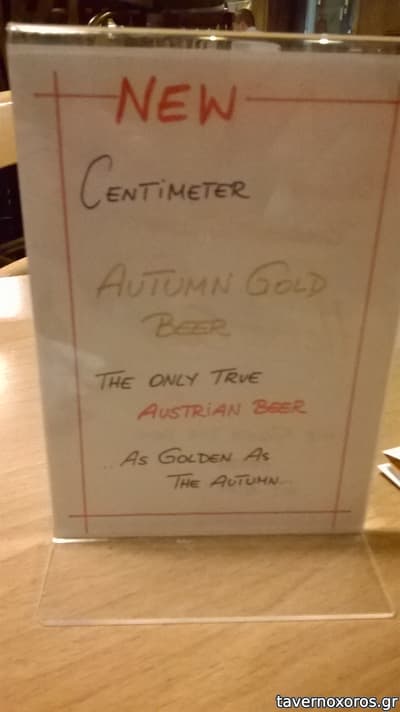 NEW
CENTiMETER
AUTUMN GOLD
BEER
THE ONLY TRUE
AUSTRiAN BEER
..AS GOLDEN AS
THE AUTUMN...
tavernoxoros.gr